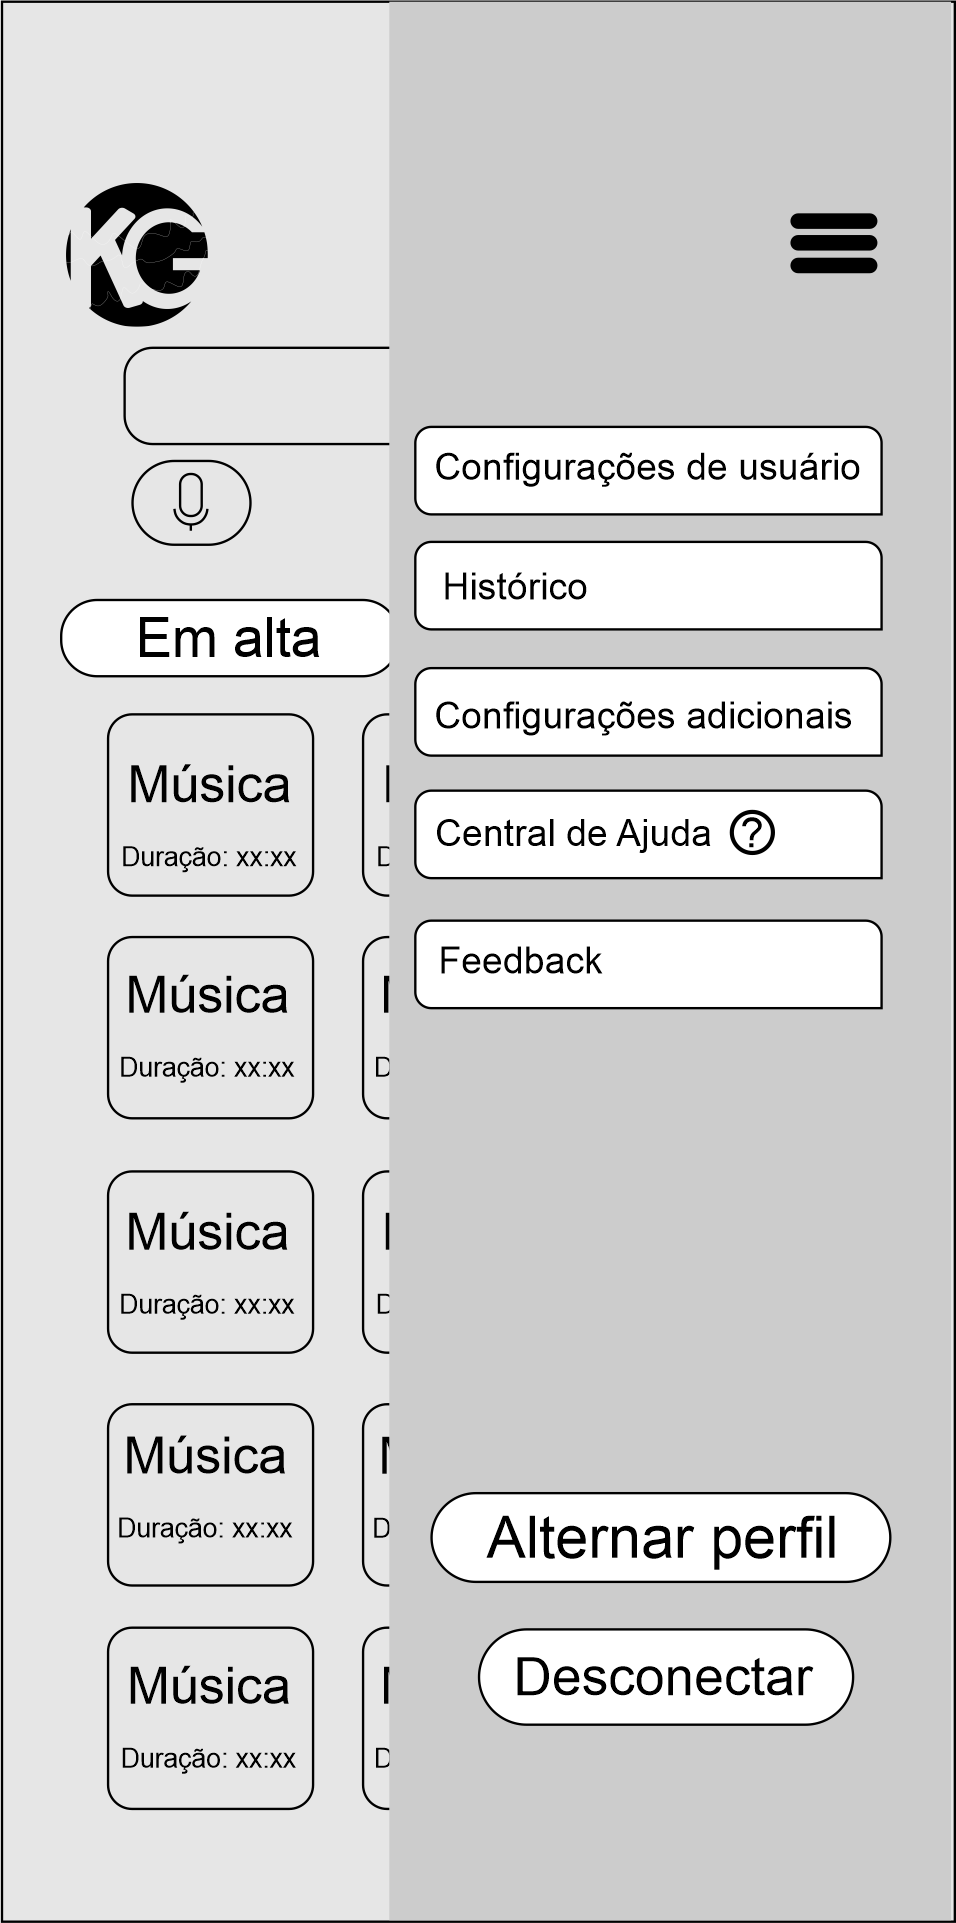 KG
Configurações de usuário
Histórico
Em alta
Configurações adicionais
Música
Duração: xx:xx
Central de Ajuda ?
Música
Duração: xx:xx
Feedback
Música
Duração: xx:xx
Música
Duração: xx:xx
Alternar perfil
Música
Duração: xx:xx
Desconectar